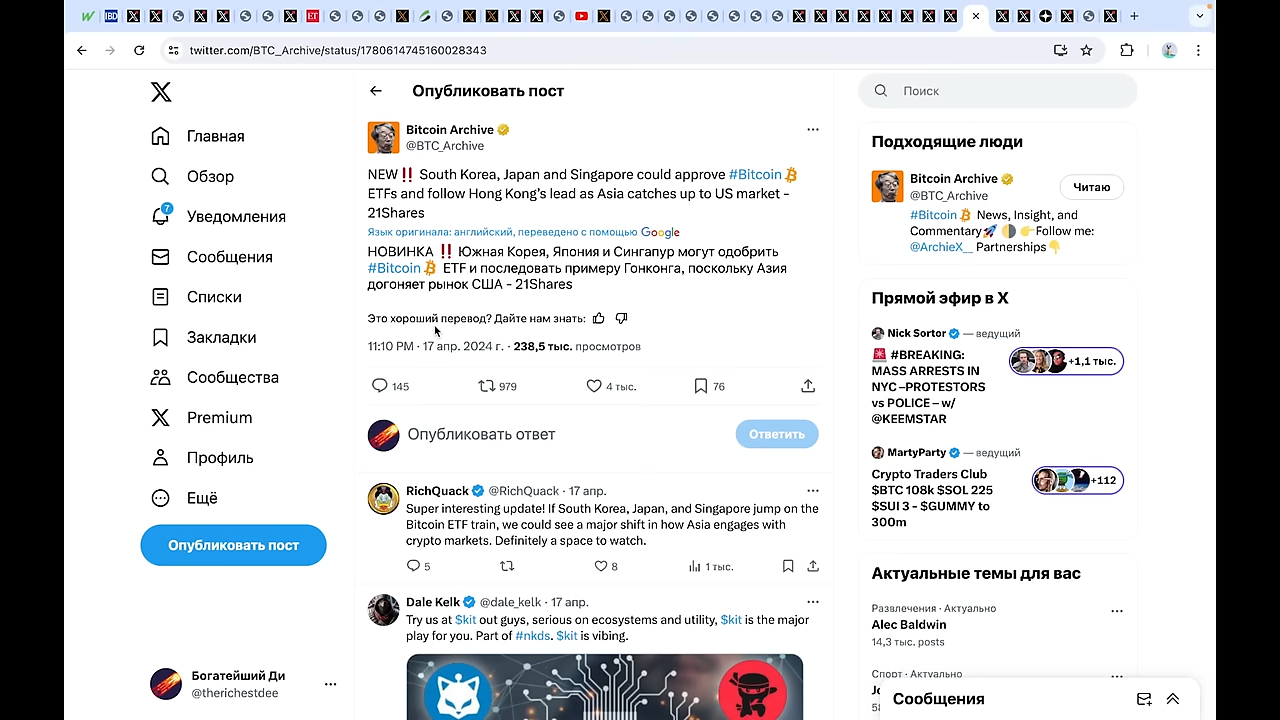 twitter.com/BTC_Archive/status/1780614745160028343
Главная
Обзор
7
Уведомления
Сообщения
Списки
Закладки
Сообщества
Premium
Профиль
Ещё
Опубликовать пост
Богатейший Ди
@therichestdee
Опубликовать пост
Bitcoin Archive
@BTC_Archive
NEW‼️ South Korea, Japan and Singapore could approve #Bitcoin
ETFs and follow Hong Kong’s lead as Asia catches up to US market -
21Shares
Язык оригинала: английский, переведено с помощью Google
НОВИНКА ‼️ Южная Корея, Япония и Сингапур могут одобрить
#Bitcoin ETF и последовать примеру Гонконга, поскольку Азия
догоняет рынок США - 21Shares
Это хороший перевод? Дайте нам знать:
11:10 PM · 17 апр. 2024 г. · 238,5 тыс. просмотров
145 979 4 тыс. 76
Опубликовать ответ
Ответить
RichQuack @RichQuack · 17 апр.
Super interesting update! If South Korea, Japan, and Singapore jump on the
Bitcoin ETF train, we could see a major shift in how Asia engages with
crypto markets. Definitely a space to watch.
5 8 1 тыс.
Dale Kelk @dale_kelk · 17 апр.
Try us at $kit out guys, serious on ecosystems and utility, $kit is the major
play for you. Part of #nkds. $kit is vibing.
Поиск
Подходящие люди
Bitcoin Archive
@BTC_Archive
Читаю
#Bitcoin News, Insight, and
Commentary🚀 🌗 👉Follow me:
@ArchieX__ Partnerships👇
Прямой эфир в X
Nick Sortor — ведущий
🚨 #BREAKING:
MASS ARRESTS IN
NYC –PROTESTORS
vs POLICE – w/
@KEEMSTAR
+1,1 тыс.
MartyParty — ведущий
Crypto Traders Club
$BTC 108k $SOL 225
$SUI 3 - $GUMMY to
300m
+112
Актуальные темы для вас
Развлечения · Актуально
Alec Baldwin
14,3 тыс. posts
Спорт · Актуально
Сообщения